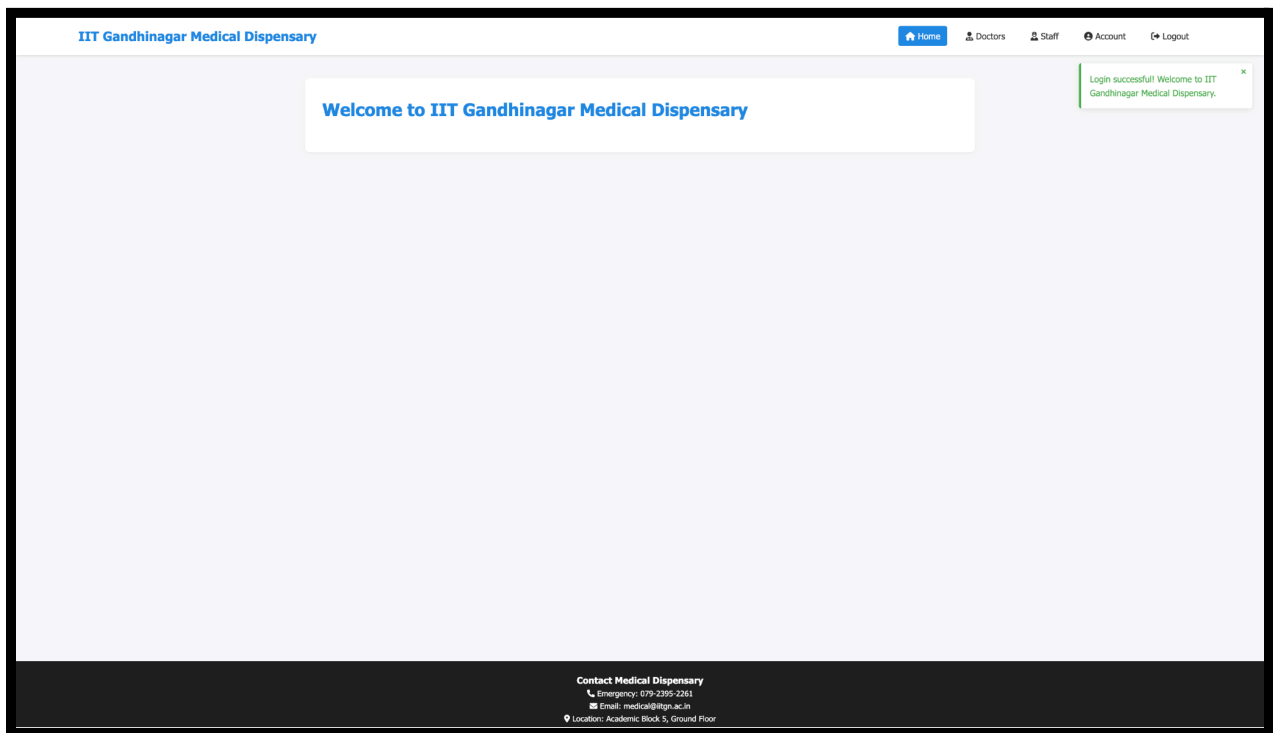 IIT Gandhinagar Medical Dispensary
Home
Doctors
Staff
Account
Logout
Login successful! Welcome to IIT
Gandhinagar Medical Dispensary.
×
Welcome to IIT Gandhinagar Medical Dispensary
Contact Medical Dispensary
Emergency: 079-2395-2261
Email: medical@iitgn.ac.in
Location: Academic Block 5, Ground Floor